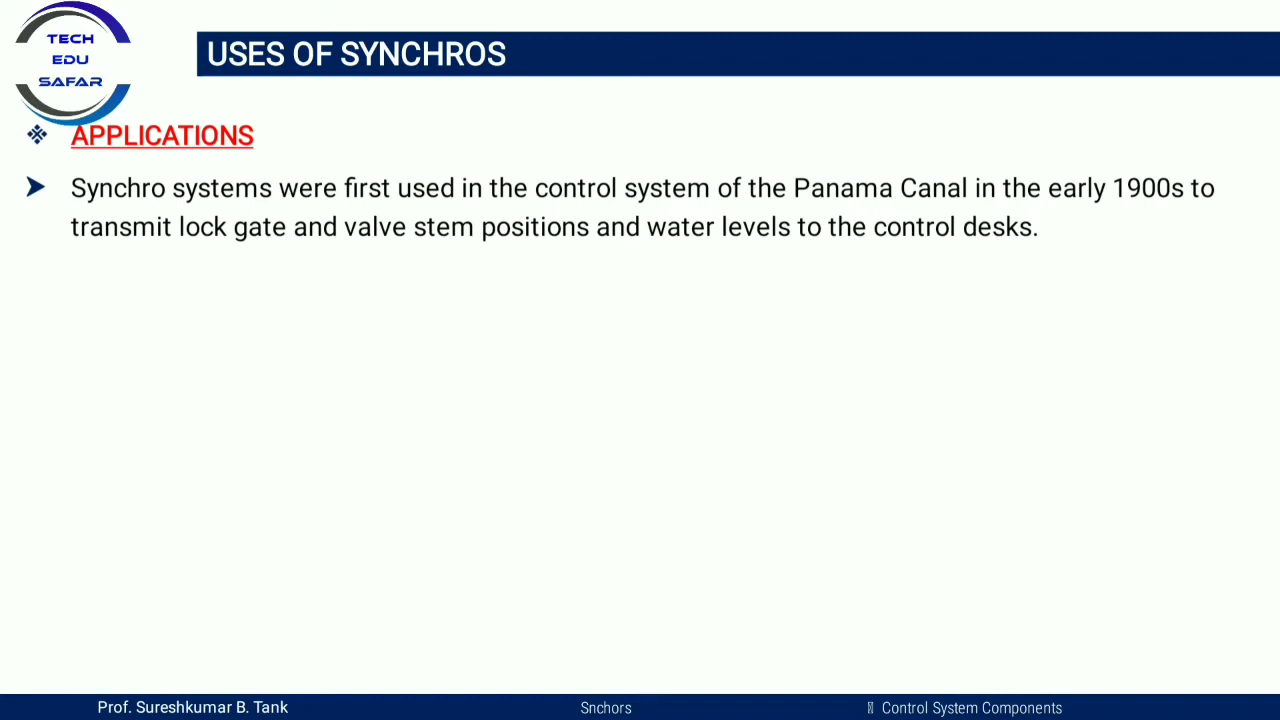 TECH
EDU
SAFAR
USES OF SYNCHROS
APPLICATIONS
Synchro systems were first used in the control system of the Panama Canal in the early 1900s to
transmit lock gate and valve stem positions and water levels to the control desks.
Prof. Sureshkumar B. Tank
Snchors
Control System Components